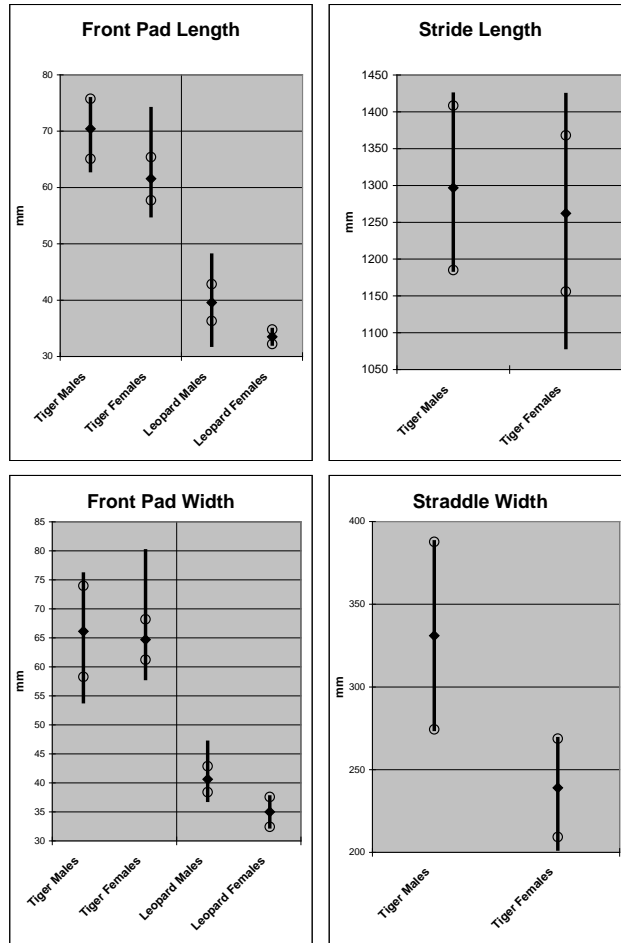 Front Pad Length
80
70
60
50
40
30
mm
Tiger Males
Tiger Females
Leopard Males
Leopard Females
Stride Length
1450
1400
1350
1300
1250
1200
1150
1100
1050
mm
Tiger Males
Tiger Females
Front Pad Width
85
80
75
70
65
60
55
50
45
40
35
30
mm
Tiger Males
Tiger Females
Leopard Males
Leopard Females
Straddle Width
400
350
300
250
200
mm
Tiger Males
Tiger Females